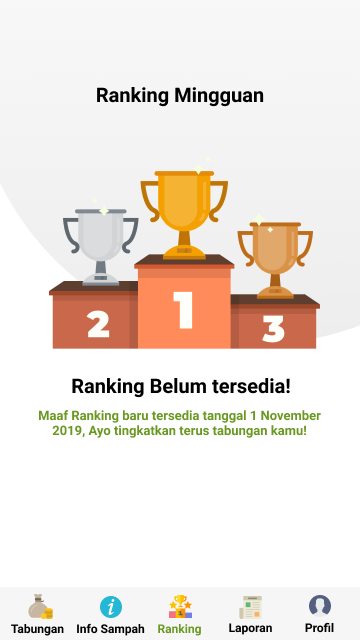 Ranking Mingguan
1
2
3
Ranking Belum tersedia!
Maaf Ranking baru tersedia tanggal 1 November
2019, Ayo tingkatkan terus tabungan kamu!
Tabungan
Info Sampah
Ranking
Laporan
Profil